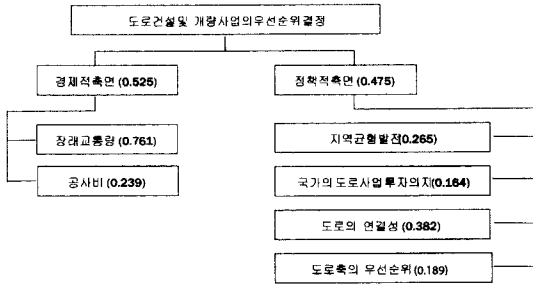 도로건설및 개량사업의우선순위결정
경제적측면 (0.525)
정책적측면 (0.475)
장래교통량 (0.761)
공사비 (0.239)
지역균형발전(0.265)
국가의도로사업투자의지(0.164)
도로의 연결성 (0.382)
도로축의 우선순위 (0.189)